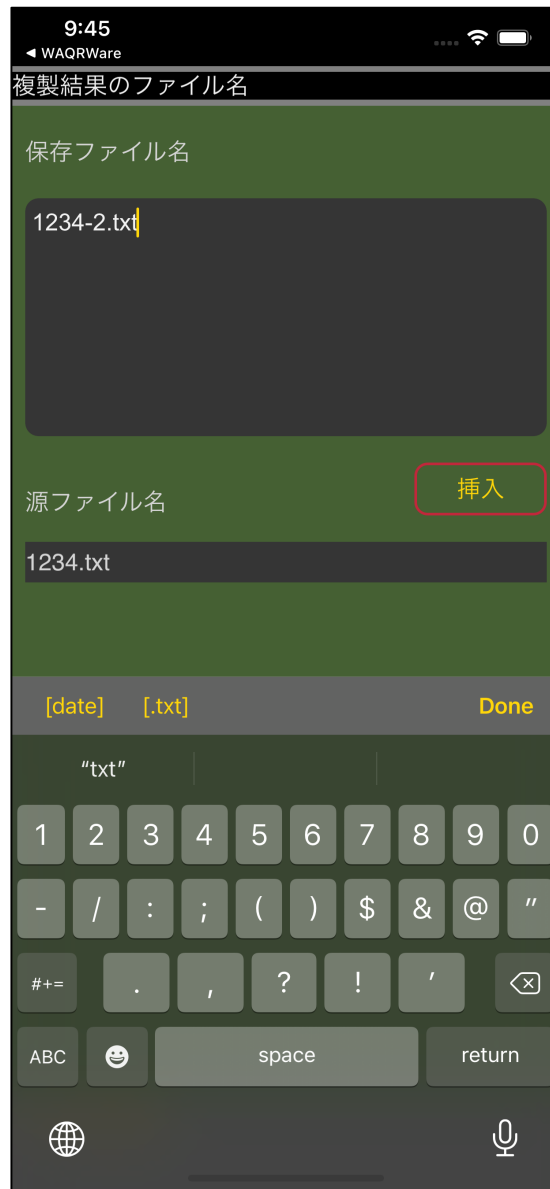 9:45
◀ WAQRWare
複製結果のファイル名
保存ファイル名
1234-2.txt
挿入
源ファイル名
1234.txt
[date] [.txt] Done
“txt”
1 2 3 4 5 6 7 8 9 0
- / : ; ( ) $ & @ "
#+= . , ? ! '
ABC space return